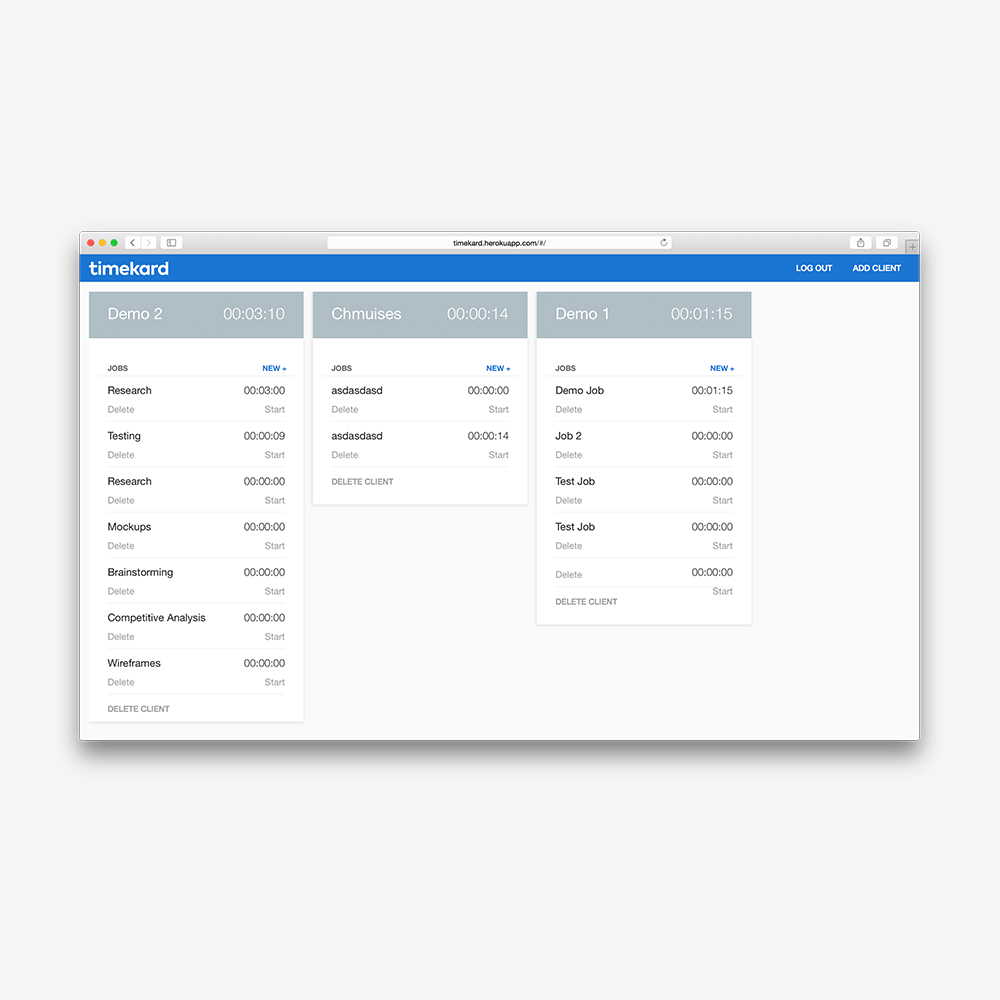 timekard.herokuapp.com/#/
timekard
LOG OUT ADD CLIENT
Demo 2 00:03:10
JOBS NEW +
Research 00:03:00
Delete Start
Testing 00:00:09
Delete Start
Research 00:00:00
Delete Start
Mockups 00:00:00
Delete Start
Brainstorming 00:00:00
Delete Start
Competitive Analysis 00:00:00
Delete Start
Wireframes 00:00:00
Delete Start
DELETE CLIENT
Chmuises 00:00:14
JOBS NEW +
asdasdasd 00:00:00
Delete Start
asdasdasd 00:00:14
Delete Start
DELETE CLIENT
Demo 1 00:01:15
JOBS NEW +
Demo Job 00:01:15
Delete Start
Job 2 00:00:00
Delete Start
Test Job 00:00:00
Delete Start
Test Job 00:00:00
Delete Start
00:00:00
Delete
Start
DELETE CLIENT